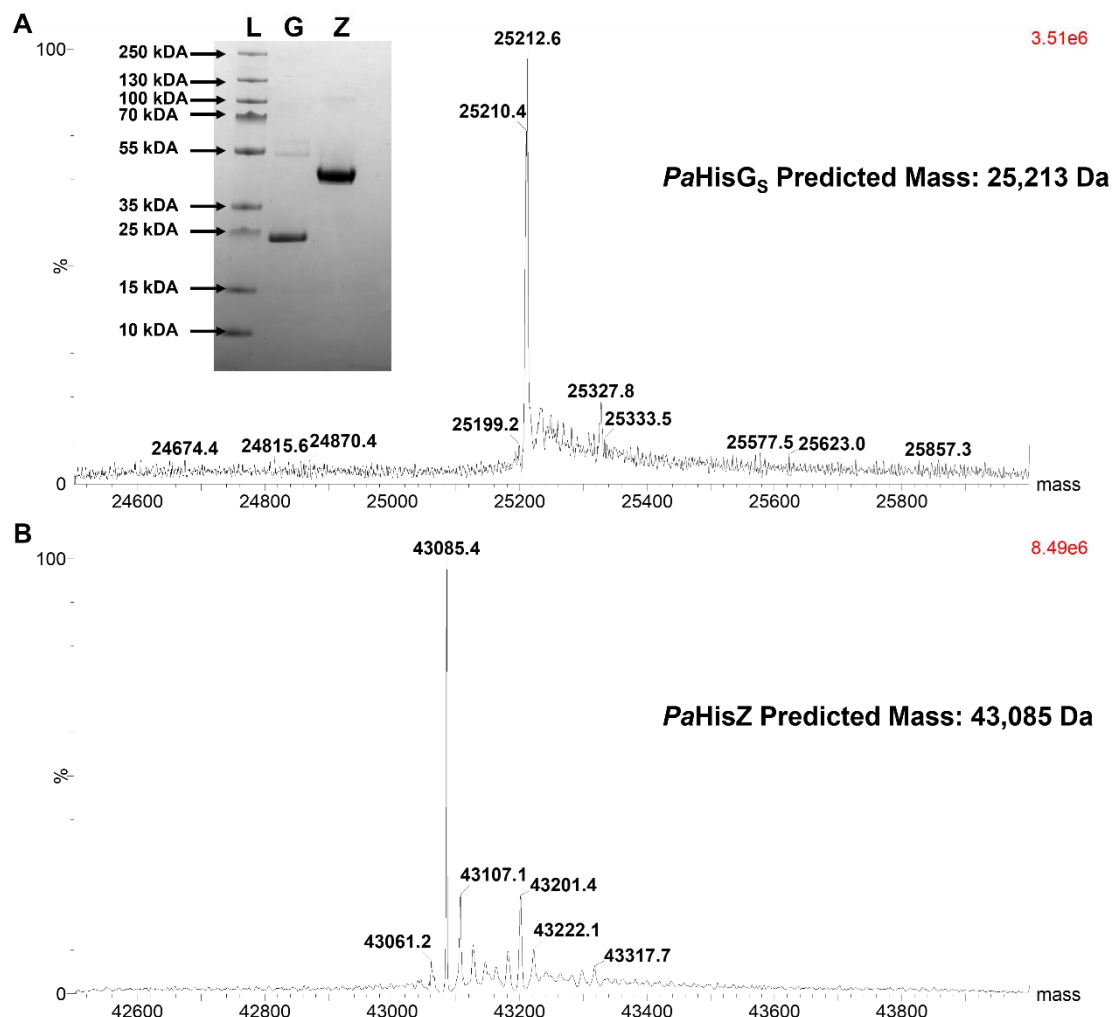 A
L G Z
250 kDA
130 kDA
100 kDA
70 kDA
55 kDA
35 kDA
25 kDA
15 kDA
10 kDA
100
%
0
3.51e6
25212.6
25210.4
PaHisGS Predicted Mass: 25,213 Da
25327.8
25333.5
25199.2
24674.4
24815.6
24870.4
25577.5
25623.0
25857.3
24600 24800 25000 25200 25400 25600 25800
mass
B
100
%
0
8.49e6
43085.4
PaHisZ Predicted Mass: 43,085 Da
43107.1
43201.4
43061.2
43222.1
43317.7
42600 42800 43000 43200 43400 43600 43800
mass